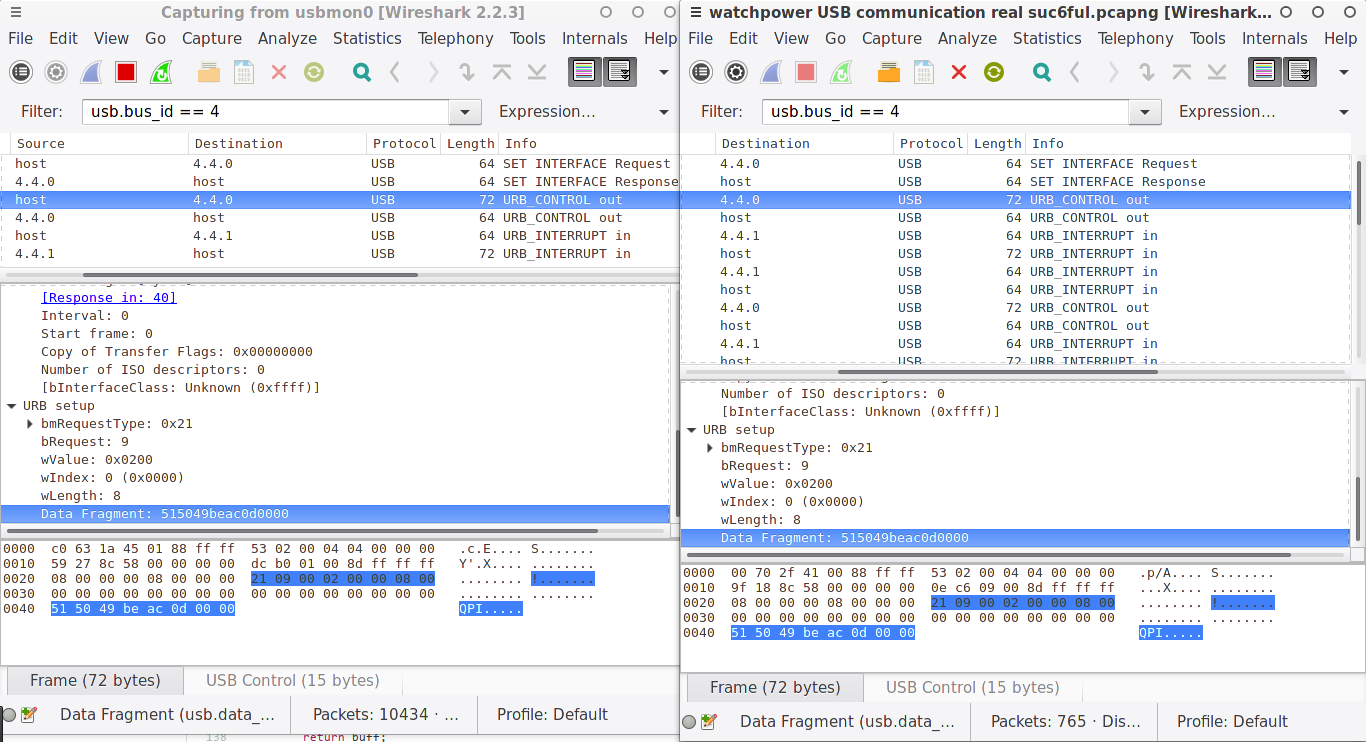 Capturing from usbmon0 [Wireshark 2.2.3]
File Edit View Go Capture Analyze Statistics Telephony Tools Internals Help
Filter: usb.bus_id == 4 Expression...
Source Destination Protocol Length Info
host 4.4.0 USB 64 SET INTERFACE Request
4.4.0 host USB 64 SET INTERFACE Response
host 4.4.0 USB 72 URB_CONTROL out
4.4.0 host USB 64 URB_CONTROL out
host 4.4.1 USB 64 URB_INTERRUPT in
4.4.1 host USB 72 URB_INTERRUPT in
[Response in: 40]
Interval: 0
Start frame: 0
Copy of Transfer Flags: 0x00000000
Number of ISO descriptors: 0
[bInterfaceClass: Unknown (0xffff)]
URB setup
bmRequestType: 0x21
bRequest: 9
wValue: 0x0200
wIndex: 0 (0x0000)
wLength: 8
Data Fragment: 515049beac0d0000
0000 c0 63 1a 45 01 88 ff ff 53 02 00 04 04 00 00 00 .c.E.... S.......
0010 59 27 8c 58 00 00 00 00 dc b0 01 00 8d ff ff ff Y'.X.... ........
0020 08 00 00 00 08 00 00 00 21 09 00 02 00 00 08 00 ........ !.......
0030 00 00 00 00 00 00 00 00 00 00 00 00 00 00 00 00 ........ ........
0040 51 50 49 be ac 0d 00 00 QPI.....
Frame (72 bytes) USB Control (15 bytes)
Data Fragment (usb.data_... Packets: 10434 · ... Profile: Default
138 return buff;
watchpower USB communication real suc6ful.pcapng [Wireshark...
File Edit View Go Capture Analyze Statistics Telephony Tools Internals Help
Filter: usb.bus_id == 4 Expression...
Destination Protocol Length Info
4.4.0 USB 64 SET INTERFACE Request
host USB 64 SET INTERFACE Response
4.4.0 USB 72 URB_CONTROL out
host USB 64 URB_CONTROL out
4.4.1 USB 64 URB_INTERRUPT in
host USB 72 URB_INTERRUPT in
4.4.1 USB 64 URB_INTERRUPT in
host USB 64 URB_INTERRUPT in
4.4.0 USB 72 URB_CONTROL out
host USB 64 URB_CONTROL out
4.4.1 USB 64 URB_INTERRUPT in
host USB 72 URB_INTERRUPT in
Number of ISO descriptors: 0
[bInterfaceClass: Unknown (0xffff)]
URB setup
bmRequestType: 0x21
bRequest: 9
wValue: 0x0200
wIndex: 0 (0x0000)
wLength: 8
Data Fragment: 515049beac0d0000
0000 00 70 2f 41 00 88 ff ff 53 02 00 04 04 00 00 00 .p/A.... S.......
0010 9f 18 8c 58 00 00 00 00 0e c6 09 00 8d ff ff ff ...X.... ........
0020 08 00 00 00 08 00 00 00 21 09 00 02 00 00 08 00 ........ !.......
0030 00 00 00 00 00 00 00 00 00 00 00 00 00 00 00 00 ........ ........
0040 51 50 49 be ac 0d 00 00 QPI.....
Frame (72 bytes) USB Control (15 bytes)
Data Fragment (usb.data_... Packets: 765 · Dis... Profile: Default